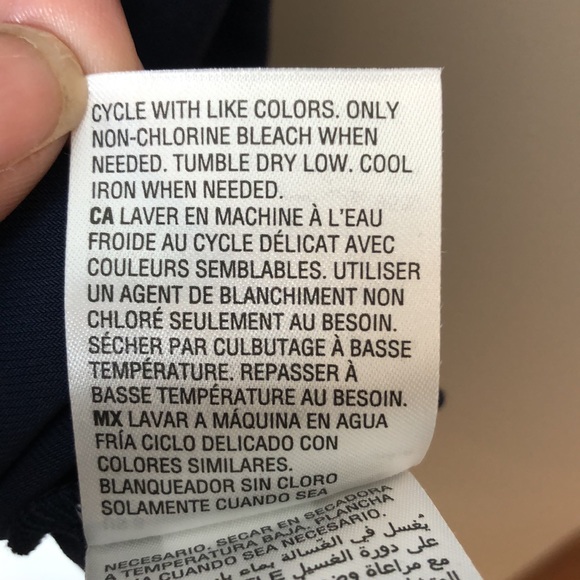 CYCLE WITH LIKE COLORS. ONLY
NON-CHLORINE BLEACH WHEN
NEEDED. TUMBLE DRY LOW. COOL
IRON WHEN NEEDED.
CA LAVER EN MACHINE À L'EAU
FROIDE AU CYCLE DÉLICAT AVEC
COULEURS SEMBLABLES. UTILISER
UN AGENT DE BLANCHIMENT NON
CHLORÉ SEULEMENT AU BESOIN.
SÉCHER PAR CULBUTAGE À BASSE
TEMPÉRATURE. REPASSER À
BASSE TEMPÉRATURE AU BESOIN.
MX LAVAR A MÁQUINA EN AGUA
FRÍA CICLO DELICADO CON
COLORES SIMILARES.
BLANQUEADOR SIN CLORO
SOLAMENTE CUANDO SEA
NECESARIO. SECAR EN SECADORA
A TEMPERATURA BAJA. PLANCHA
CUANDO SEA NECESARIO.
يُغسل في الغسالة بماء
على دورة الغسيل
مع مراعاة